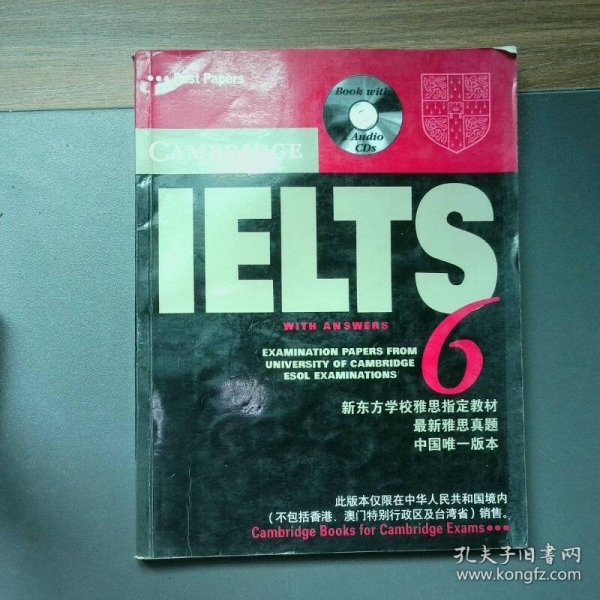 ••• Past Papers
Book with
2 Audio
CDs
CAMBRIDGE
IELTS
6
WITH ANSWERS
EXAMINATION PAPERS FROM
UNIVERSITY OF CAMBRIDGE
ESOL EXAMINATIONS
新东方学校雅思指定教材
最新雅思真题
中国唯一版本
此版本仅限在中华人民共和国境内
（不包括香港、澳门特别行政区及台湾省）销售。
Cambridge Books for Cambridge Exams •••
孔夫子旧书网
www.kongfz.com